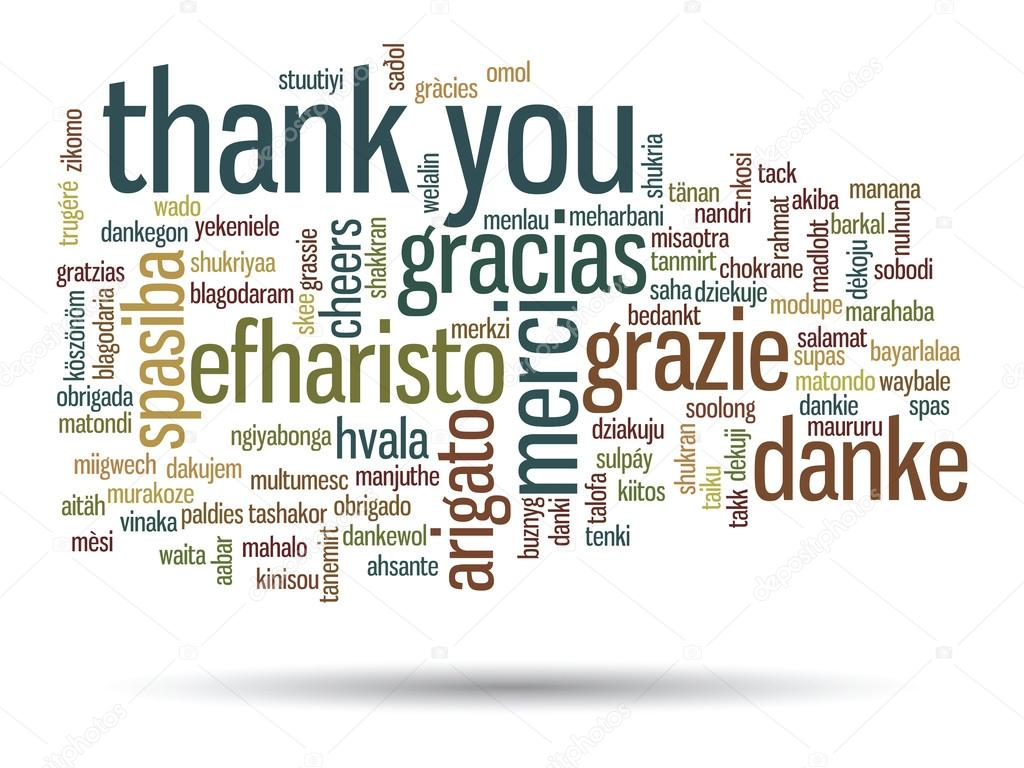 thank you
stuutiyi
sađol
gràcies
omol
zikomo
trugéré
wado
dankegon
yekeniele
welalin
shukria
tänan
nkosi
tack
akiba
manana
nandri
rahmat
madlobt
barkal
nuhun
menlau
meharbani
misaotra
gracias
cheers
shakkran
grassie
skee
shukriyaa
spasiba
gratzias
blagodaram
köszönöm
blagodaria
tanmirt
chokrane
dėkoju
sobodi
saha
dziekuje
modupe
marahaba
bedankt
merci
merkzi
efharisto
grazie
salamat
supas
bayarlalaa
matondo
waybale
obrigada
matondi
ngiyabonga
hvala
arigato
soolong
dankie
spas
maururu
danke
dziakuju
shukran
dekuji
taiku
takk
sulpáy
kiitos
talofa
miigwech
dakujem
multumesc
manjuthe
murakoze
aitäh
vinaka
paldies
tashakor
obrigado
dankewol
buznyg
danki
tenki
mèsi
waita
aabar
mahalo
tanemirt
kinisou
ahsante
depositphotos